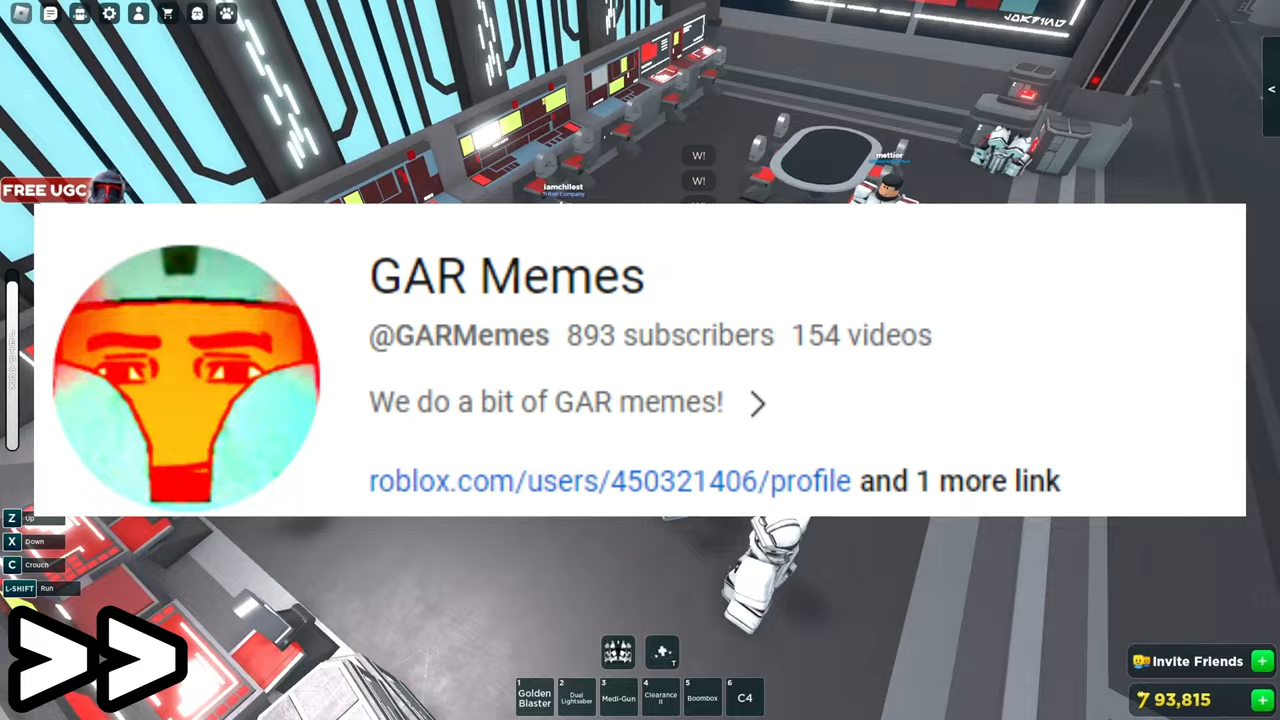 FREE UGC
W!
W!
mettior
iamchilest
GAR Memes
@GARMemes 893 subscribers 154 videos
We do a bit of GAR memes!
roblox.com/users/450321406/profile and 1 more link
Z Up
X Down
C Crouch
L-SHIFT Run
T
1 Golden Blaster
2 Dual Lightsaber
3 Medi-Gun
4 Clearance II
5 Boombox
6 C4
Invite Friends +
93,815 +